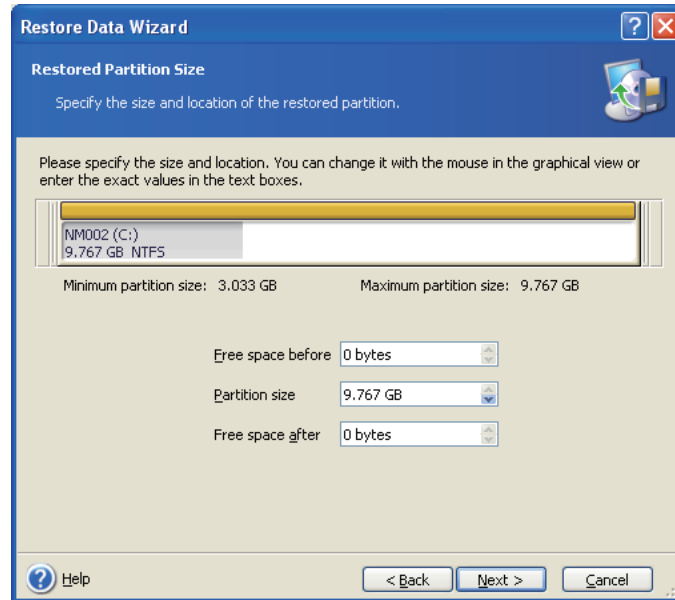 Restore Data Wizard
Restored Partition Size
Specify the size and location of the restored partition.
Please specify the size and location. You can change it with the mouse in the graphical view or
enter the exact values in the text boxes.
NM002 (C:)
9.767 GB NTFS
Minimum partition size: 3.033 GB Maximum partition size: 9.767 GB
Free space before 0 bytes
Partition size 9.767 GB
Free space after 0 bytes
? Help < Back Next > Cancel